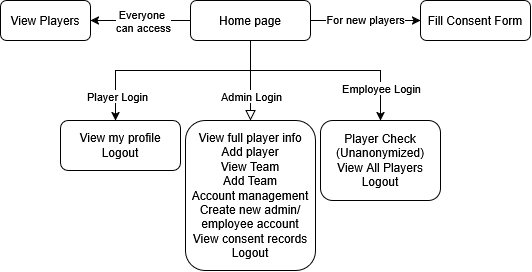 View Players
Everyone
can access
Home page
For new players
Fill Consent Form
Player Login
Admin Login
Employee Login
View my profile
Logout
View full player info
Add player
View Team
Add Team
Account management
Create new admin/
employee account
View consent records
Logout
Player Check
(Unanonymized)
View All Players
Logout